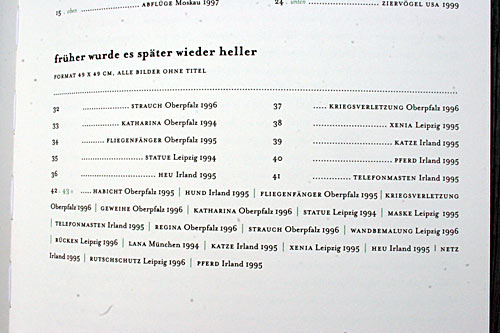 15 oben ABFLÜGE Moskau 1997 24 unten ZIERVÖGEL USA 1999
früher wurde es später wieder heller
FORMAT 49 X 49 CM, ALLE BILDER OHNE TITEL
32 STRAUCH Oberpfalz 1996 37 KRIEGSVERLETZUNG Oberpfalz 1996
33 KATHARINA Oberpfalz 1994 38 XENIA Leipzig 1995
34 FLIEGENFÄNGER Oberpfalz 1995 39 KATZE Irland 1995
35 STATUE Leipzig 1994 40 PFERD Irland 1995
36 HEU Irland 1995 41 TELEFONMASTEN Irland 1995
42 43 HABICHT Oberpfalz 1995 | HUND Irland 1995 | FLIEGENFÄNGER Oberpfalz 1995 | KRIEGSVERLETZUNG
Oberpfalz 1996 | GEWEIHE Oberpfalz 1996 | KATHARINA Oberpfalz 1996 | STATUE Leipzig 1994 | MASKE Leipzig 1995
| TELEFONMASTEN Irland 1995 | REGINA Oberpfalz 1996 | STRAUCH Oberpfalz 1996 | WANDBEMALUNG Leipzig 1995
| RÜCKEN Leipzig 1996 | LANA München 1994 | KATZE Irland 1995 | XENIA Leipzig 1995 | HEU Irland 1995 | NETZ
Irland 1995 | RUTSCHSCHUTZ Leipzig 1996 | PFERD Irland 1995